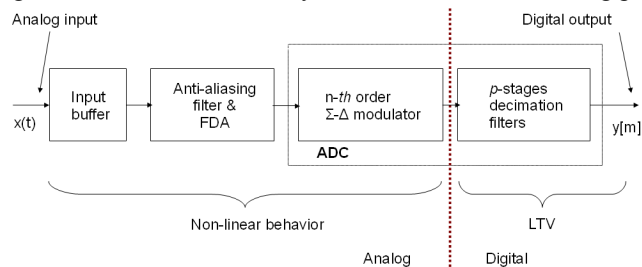 Analog input
Digital output
Input
buffer
Anti-aliasing
filter &
FDA
n-th order
Σ-Δ modulator
p-stages
decimation
filters
x(t)
y[m]
ADC
Non-linear behavior
LTV
Analog
Digital